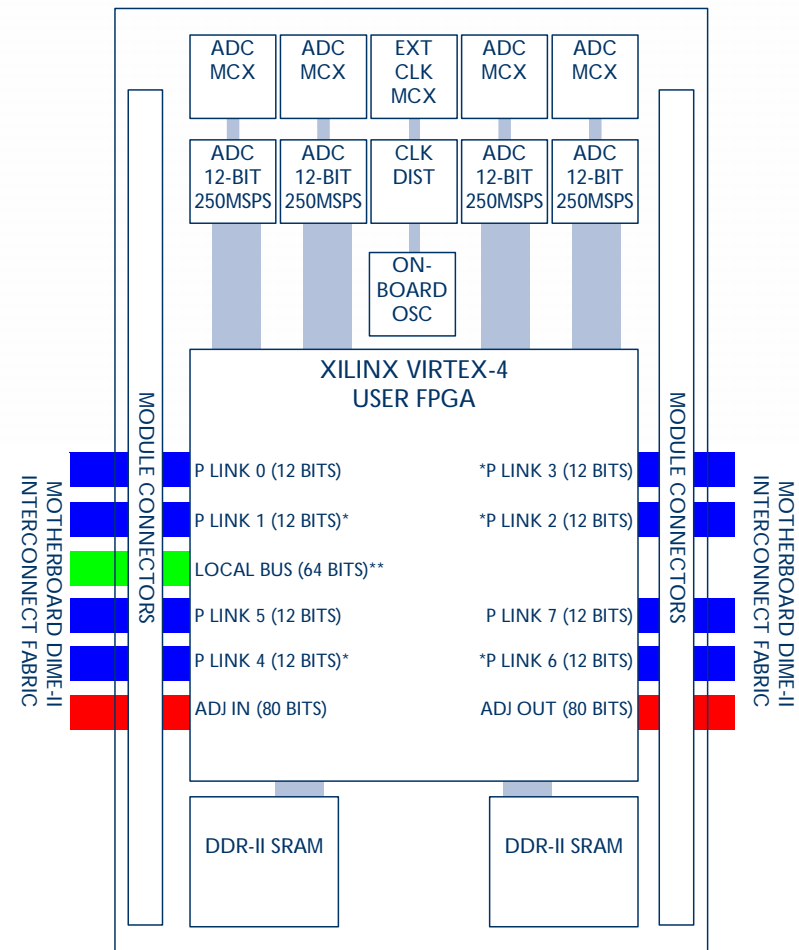 ADC
MCX
ADC
MCX
EXT
CLK
MCX
ADC
MCX
ADC
MCX
ADC
12-BIT
250MSPS
ADC
12-BIT
250MSPS
CLK
DIST
ADC
12-BIT
250MSPS
ADC
12-BIT
250MSPS
ON-
BOARD
OSC
XILINX VIRTEX-4
USER FPGA
MOTHERBOARD DIME-II
INTERCONNECT FABRIC
MODULE CONNECTORS
P LINK 0 (12 BITS)
*P LINK 3 (12 BITS)
P LINK 1 (12 BITS)*
*P LINK 2 (12 BITS)
LOCAL BUS (64 BITS)**
P LINK 5 (12 BITS)
P LINK 7 (12 BITS)
P LINK 4 (12 BITS)*
*P LINK 6 (12 BITS)
ADJ IN (80 BITS)
ADJ OUT (80 BITS)
MODULE CONNECTORS
MOTHERBOARD DIME-II
INTERCONNECT FABRIC
DDR-II SRAM
DDR-II SRAM